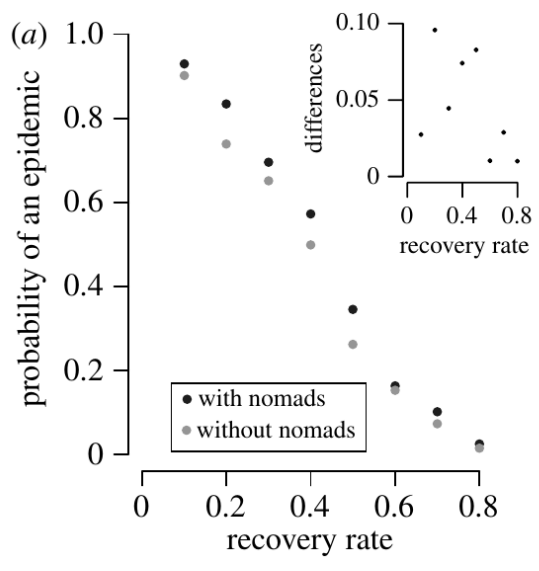 (a)
probability of an epidemic
1.0
0.8
0.6
0.4
0.2
0
0 0.2 0.4 0.6 0.8
recovery rate
with nomads
without nomads
differences
0.10
0.05
0
0 0.4 0.8
recovery rate